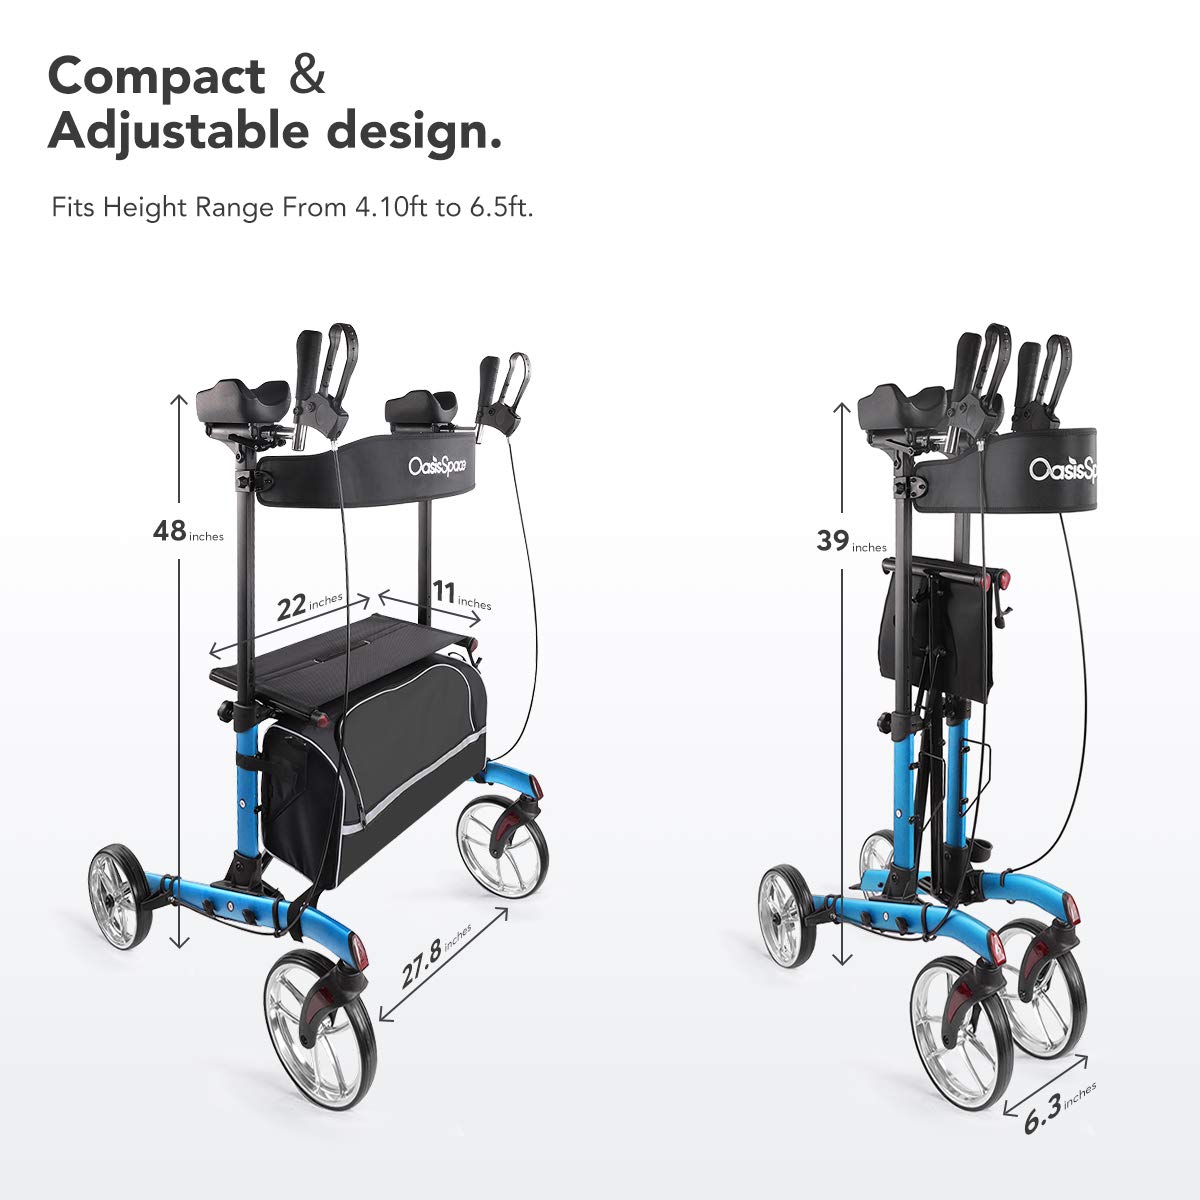 Compact &
Adjustable design.
Fits Height Range From 4.10ft to 6.5ft.
OasisSpace
48 inches
22 inches
11 inches
27.8 inches
OasisSp
39 inches
6.3 inches